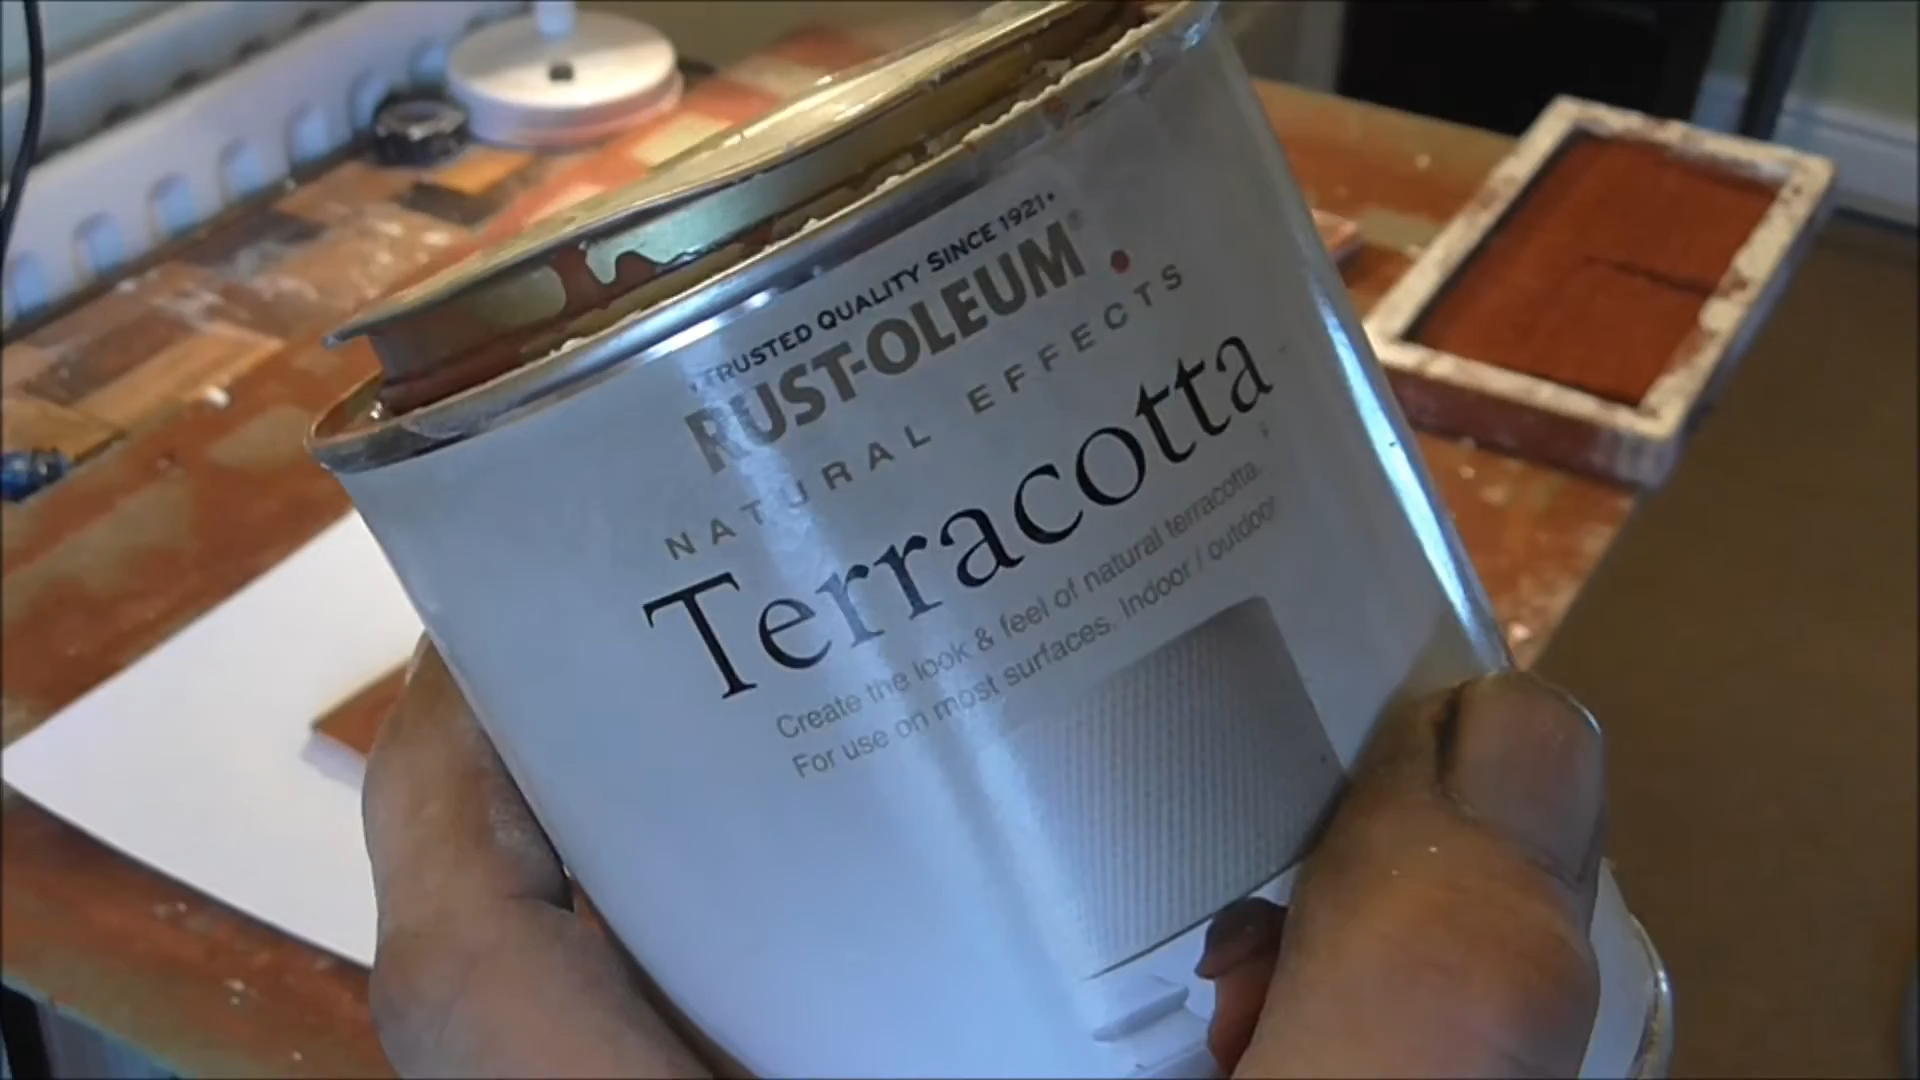 •TRUSTED QUALITY SINCE 1921•
RUST-OLEUM®
NATURAL EFFECTS
Terracotta
Create the look & feel of natural terracotta.
For use on most surfaces. Indoor / outdoor